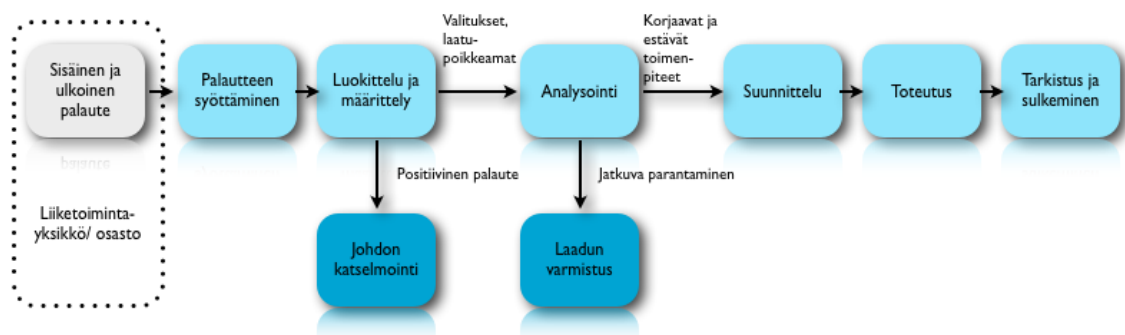 Sisäinen ja
ulkoinen
palaute
Liiketoiminta-
yksikkö/ osasto
Palautteen
syöttäminen
Luokittelu ja
määrittely
Valitukset,
laatu-
poikkeamat
Analysointi
Korjaavat ja
estävät
toimen-
piteet
Suunnittelu
Toteutus
Tarkistus ja
sulkeminen
Positiivinen palaute
Jatkuva parantaminen
Johdon
katselmointi
Laadun
varmistus